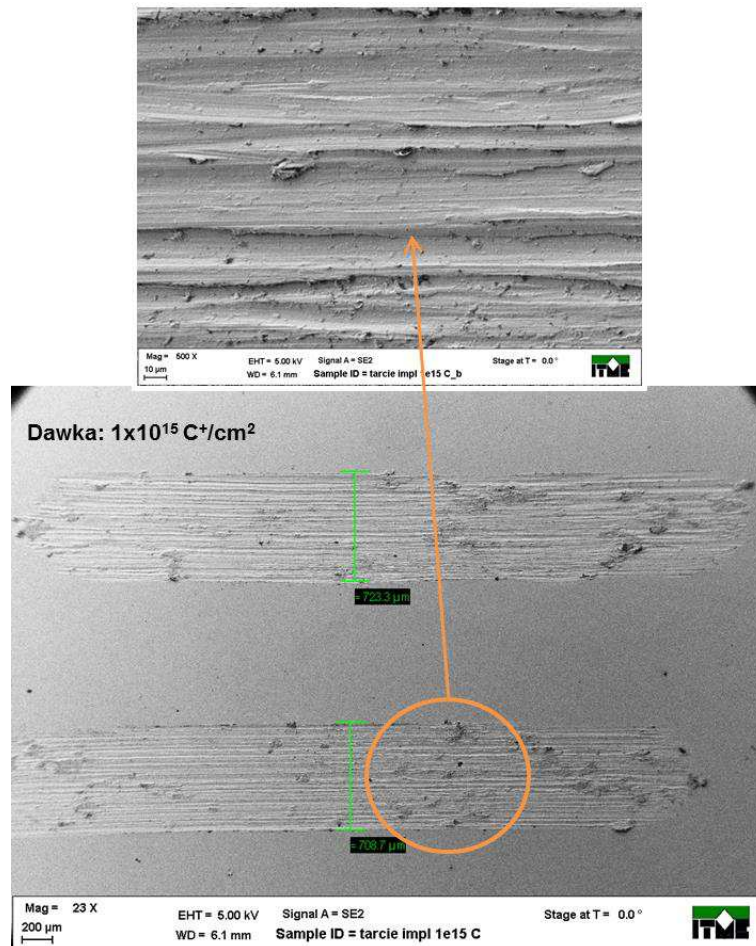 Mag = 500 X
10 µm
EHT = 5.00 kV
WD = 6.1 mm
Signal A = SE2
Sample ID = tarcie impl 1e15 C_b
Stage at T = 0.0 °
ITME
Dawka: 1x10¹⁵ C⁺/cm²
= 723.3 µm
= 708.7 µm
Mag = 23 X
200 µm
EHT = 5.00 kV
WD = 6.1 mm
Signal A = SE2
Sample ID = tarcie impl 1e15 C
Stage at T = 0.0 °
ITME